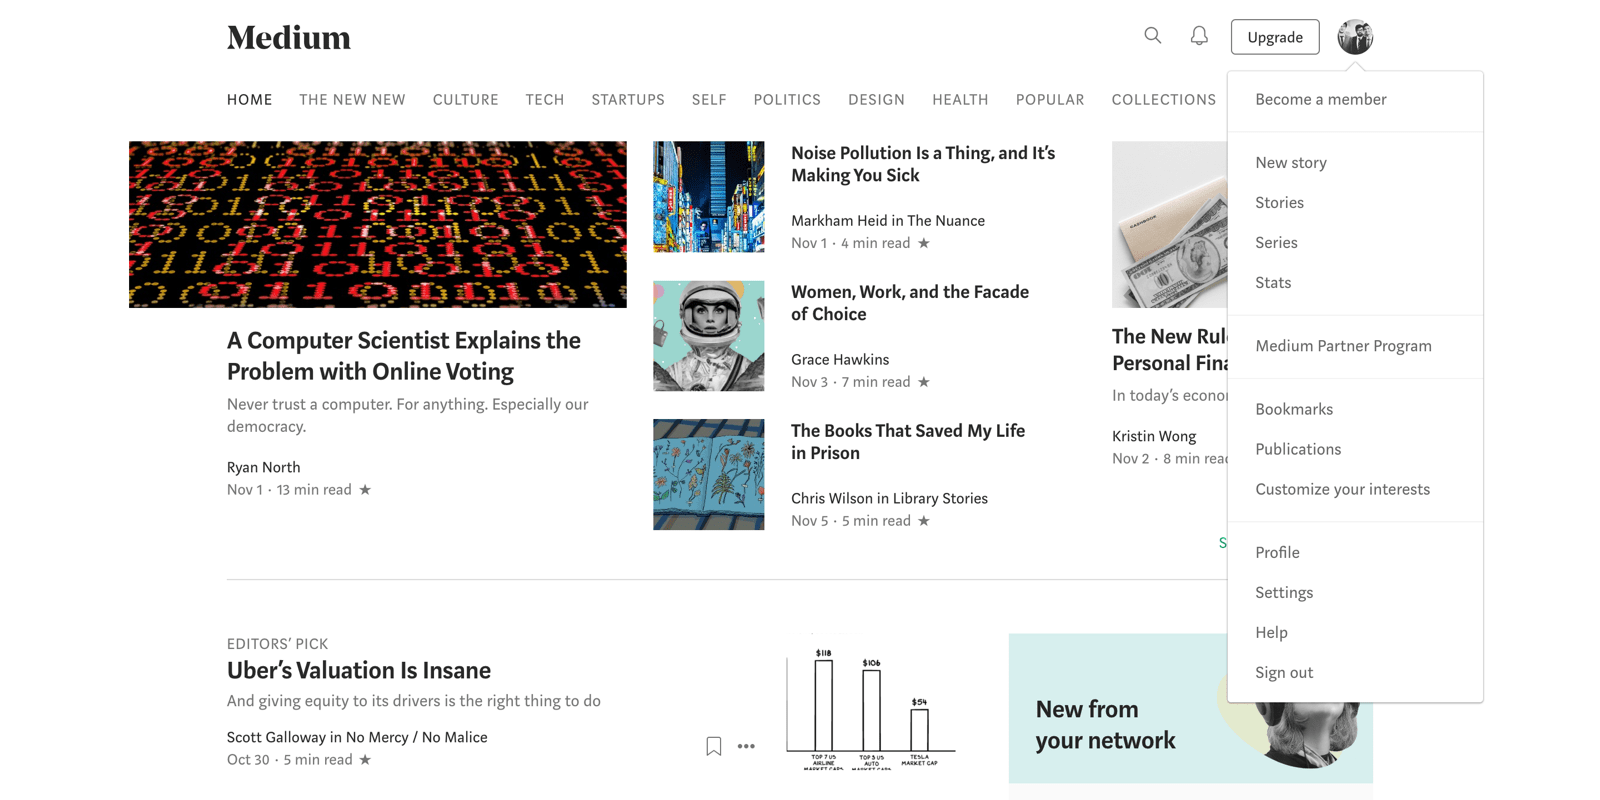 Medium
Upgrade
HOME THE NEW NEW CULTURE TECH STARTUPS SELF POLITICS DESIGN HEALTH POPULAR COLLECTIONS
A Computer Scientist Explains the
Problem with Online Voting
Never trust a computer. For anything. Especially our
democracy.
Ryan North
Nov 1 · 13 min read ★
Noise Pollution Is a Thing, and It’s
Making You Sick
Markham Heid in The Nuance
Nov 1 · 4 min read ★
Women, Work, and the Facade
of Choice
Grace Hawkins
Nov 3 · 7 min read ★
The Books That Saved My Life
in Prison
Chris Wilson in Library Stories
Nov 5 · 5 min read ★
CASHBOOK
The New Rul
Personal Fina
In today’s econo
Kristin Wong
Nov 2 · 8 min read
S
Become a member
New story
Stories
Series
Stats
Medium Partner Program
Bookmarks
Publications
Customize your interests
Profile
Settings
Help
Sign out
EDITORS’ PICK
Uber’s Valuation Is Insane
And giving equity to its drivers is the right thing to do
Scott Galloway in No Mercy / No Malice
Oct 30 · 5 min read ★
$118
$106
$54
TOP 7 US
AIRLINE
MARKET CAPS
TOP 3 US
AUTO
MARKET CAPS
TESLA
MARKET CAP
New from
your network